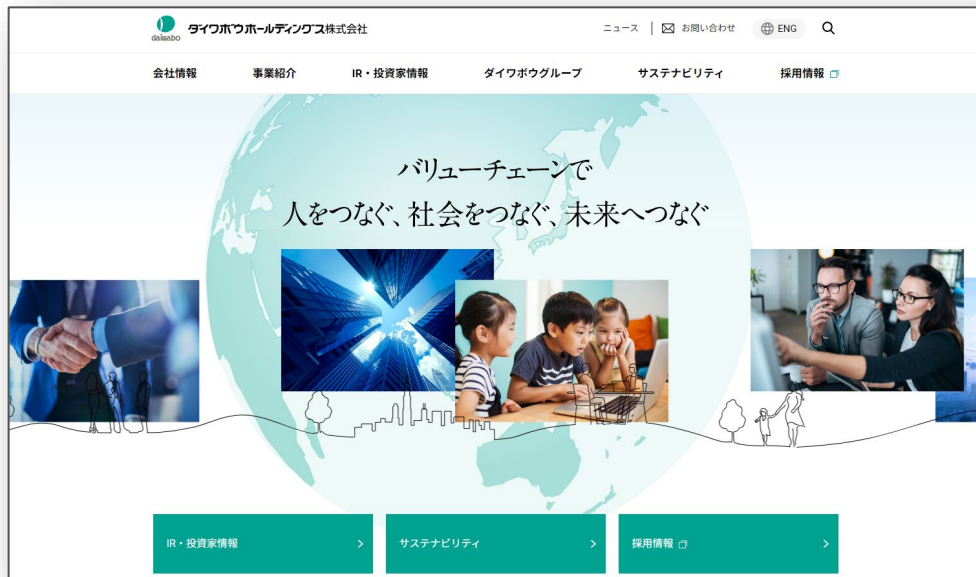 daiwabo
ダイワボウホールディングス株式会社
ニュース
お問い合わせ
ENG
会社情報
事業紹介
IR・投資家情報
ダイワボウグループ
サステナビリティ
採用情報
バリューチェーンで
人をつなぐ、社会をつなぐ、未来へつなぐ
IR・投資家情報
サステナビリティ
採用情報